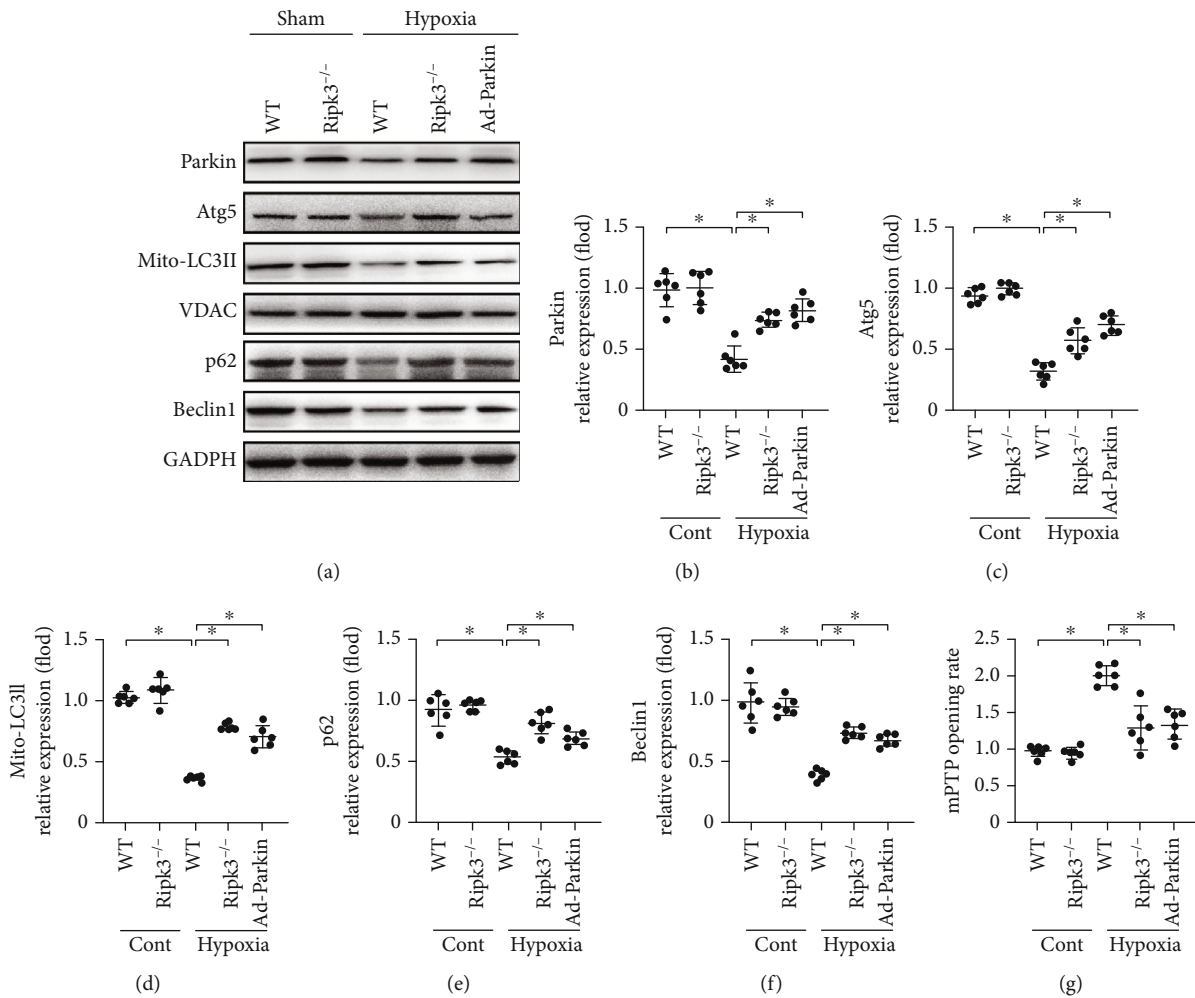 Sham Hypoxia
WT Ripk3−/− WT Ripk3−/− Ad-Parkin
Parkin
Atg5
Mito-LC3II
VDAC
p62
Beclin1
GADPH
(a)
Parkin
relative expression (flod)
1.5
1.0
0.5
0
* * *
WT Ripk3−/− WT Ripk3−/− Ad-Parkin
Cont Hypoxia
(b)
Atg5
relative expression (flod)
1.5
1.0
0.5
0
* * *
WT Ripk3−/− WT Ripk3−/− Ad-Parkin
Cont Hypoxia
(c)
Mito-LC3ll
relative expression (flod)
1.5
1.0
0.5
0
* * *
WT Ripk3−/− WT Ripk3−/− Ad-Parkin
Cont Hypoxia
(d)
p62
relative expression (flod)
1.5
1.0
0.5
0
* * *
WT Ripk3−/− WT Ripk3−/− Ad-Parkin
Cont Hypoxia
(e)
Beclin1
relative expression (flod)
1.5
1.0
0.5
0
* * *
WT Ripk3−/− WT Ripk3−/− Ad-Parkin
Cont Hypoxia
(f)
mPTP opening rate
2.5
2.0
1.5
1.0
0.5
0
* * *
WT Ripk3−/− WT Ripk3−/− Ad-Parkin
Cont Hypoxia
(g)